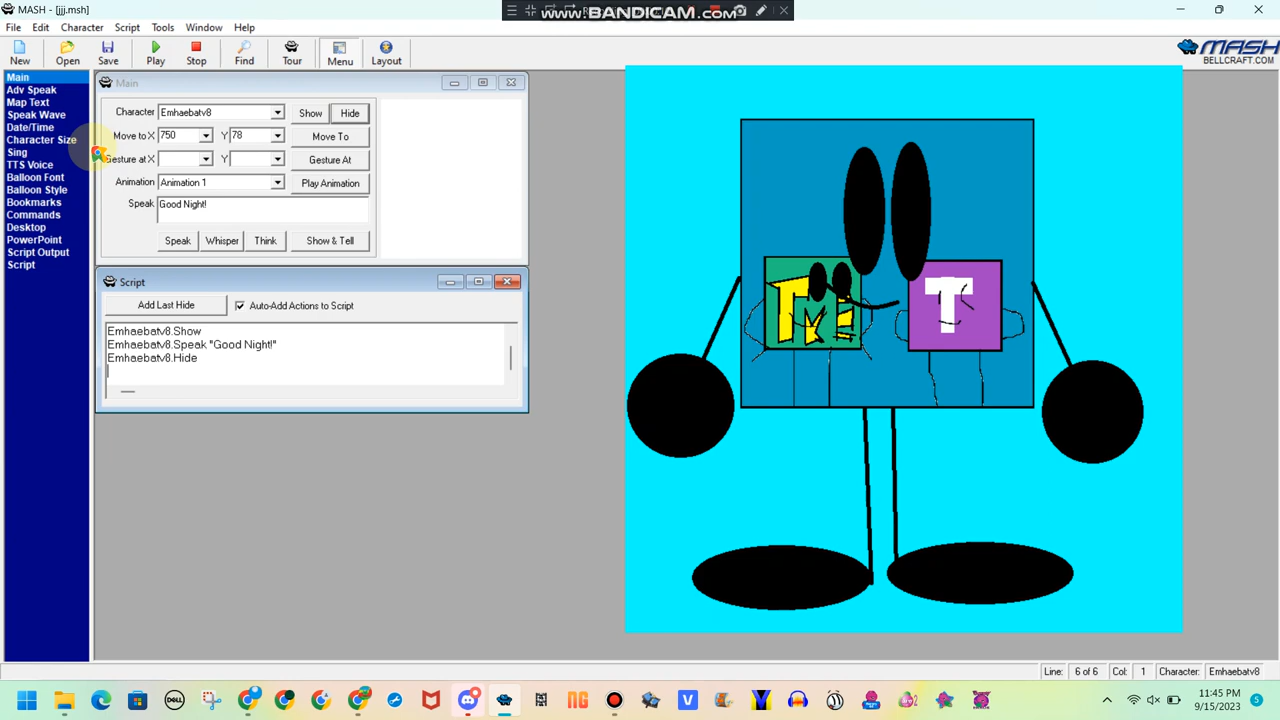 MASH - [jjj.msh]
www.BANDICAM.com
File Edit Character Script Tools Window Help
New Open Save Play Stop Find Tour Menu Layout
MASH
BELLCRAFT.COM
Main
Adv Speak
Map Text
Speak Wave
Date/Time
Character Size
Sing
TTS Voice
Balloon Font
Balloon Style
Bookmarks
Commands
Desktop
PowerPoint
Script Output
Script
Main
Character Emhaebatv8 Show Hide
Move to X 750 Y 78 Move To
Gesture at X Y Gesture At
Animation Animation 1 Play Animation
Speak Good Night!
Speak Whisper Think Show & Tell
Script
Add Last Hide Auto-Add Actions to Script
Emhaebatv8.Show
Emhaebatv8.Speak "Good Night!"
Emhaebatv8.Hide
T
Line: 6 of 6 Col: 1 Character: Emhaebatv8
DELL NG V
11:45 PM
9/15/2023 5